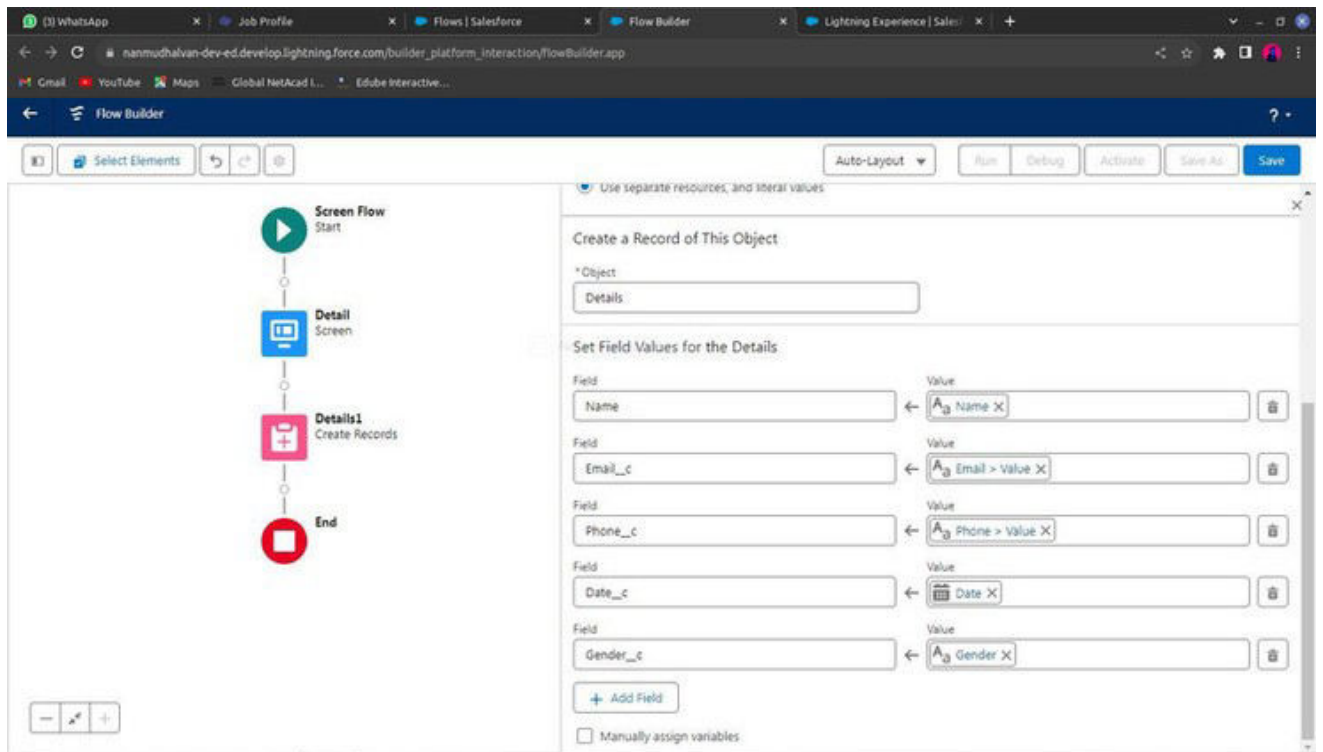 (3) WhatsApp
Job Profile
Flows | Salesforce
Flow Builder
Lightning Experience | Sales
nanmudhalvan-dev-ed.develop.lightning.force.com/builder_platform_interaction/flowBuilder.app
Gmail YouTube Maps Global NetAcad I... Edube Interactive...
Flow Builder
?
Select Elements
Auto-Layout
Run Debug Activate Save As Save
Use separate resources, and literal values
Screen Flow
Start
Detail
Screen
Details1
Create Records
End
Create a Record of This Object
* Object
Details
Set Field Values for the Details
Field Value
Name ← Aa Name ×
Field Value
Email__c ← Aa Email > Value ×
Field Value
Phone__c ← Aa Phone > Value ×
Field Value
Date__c ← Date ×
Field Value
Gender__c ← Aa Gender ×
+ Add Field
Manually assign variables